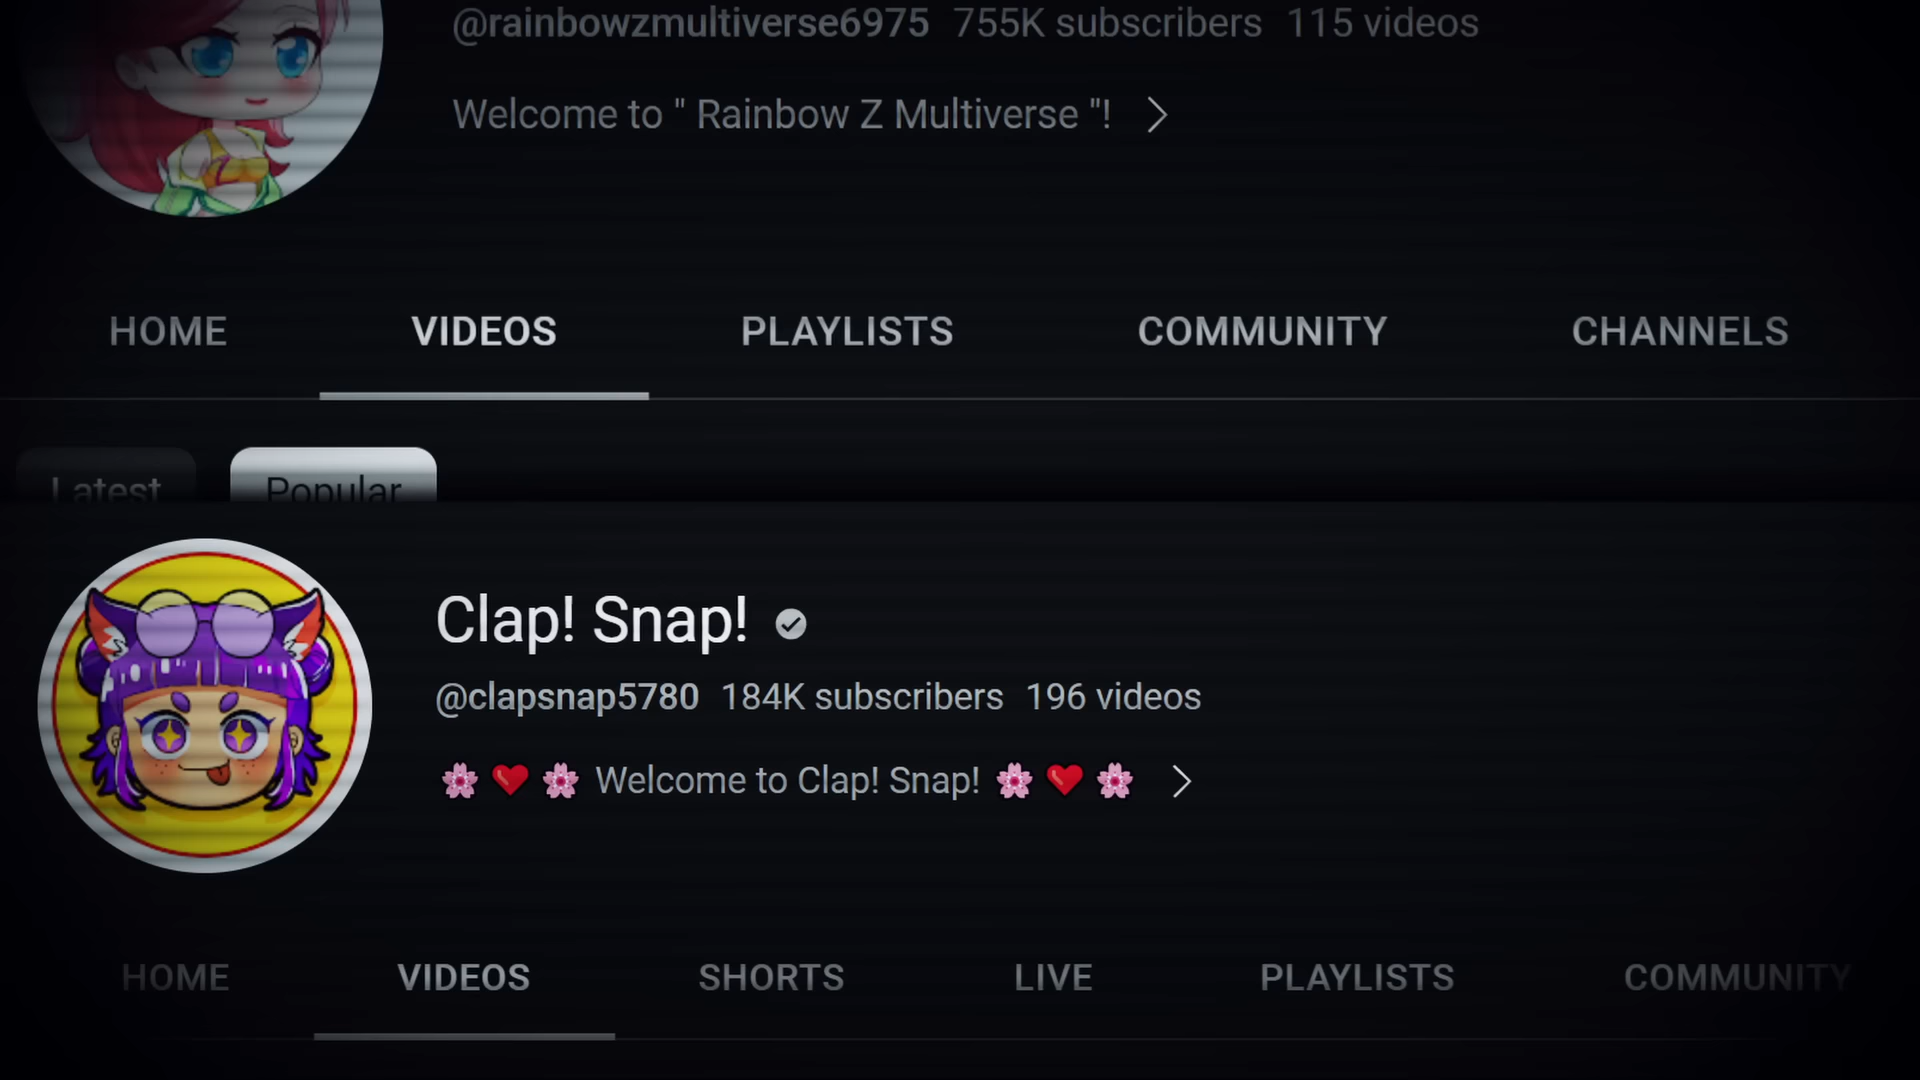 @rainbowzmultiverse6975 755K subscribers 115 videos
Welcome to " Rainbow Z Multiverse "!
HOME VIDEOS PLAYLISTS COMMUNITY CHANNELS
Latest Popular
Clap! Snap!
@clapsnap5780 184K subscribers 196 videos
🌸❤️🌸 Welcome to Clap! Snap! 🌸❤️🌸
HOME VIDEOS SHORTS LIVE PLAYLISTS COMMUNITY